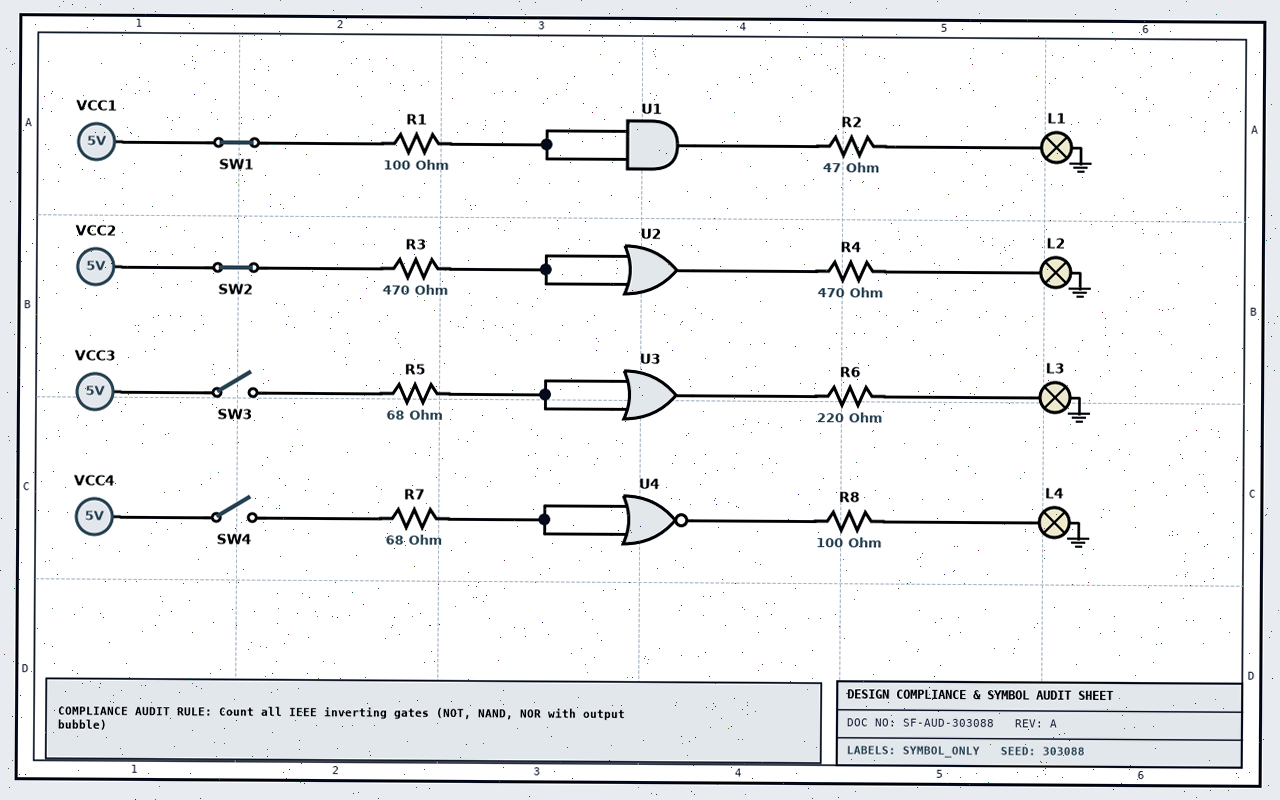 1 2 3 4 5 6
A A
VCC1 5V SW1 R1 100 Ohm U1 R2 47 Ohm L1
VCC2 5V SW2 R3 470 Ohm U2 R4 470 Ohm L2
B B
VCC3 5V SW3 R5 68 Ohm U3 R6 220 Ohm L3
VCC4 5V SW4 R7 68 Ohm U4 R8 100 Ohm L4
C C
D D
COMPLIANCE AUDIT RULE: Count all IEEE inverting gates (NOT, NAND, NOR with output
bubble)
DESIGN COMPLIANCE & SYMBOL AUDIT SHEET
DOC NO: SF-AUD-303088 REV: A
LABELS: SYMBOL_ONLY SEED: 303088
1 2 3 4 5 6